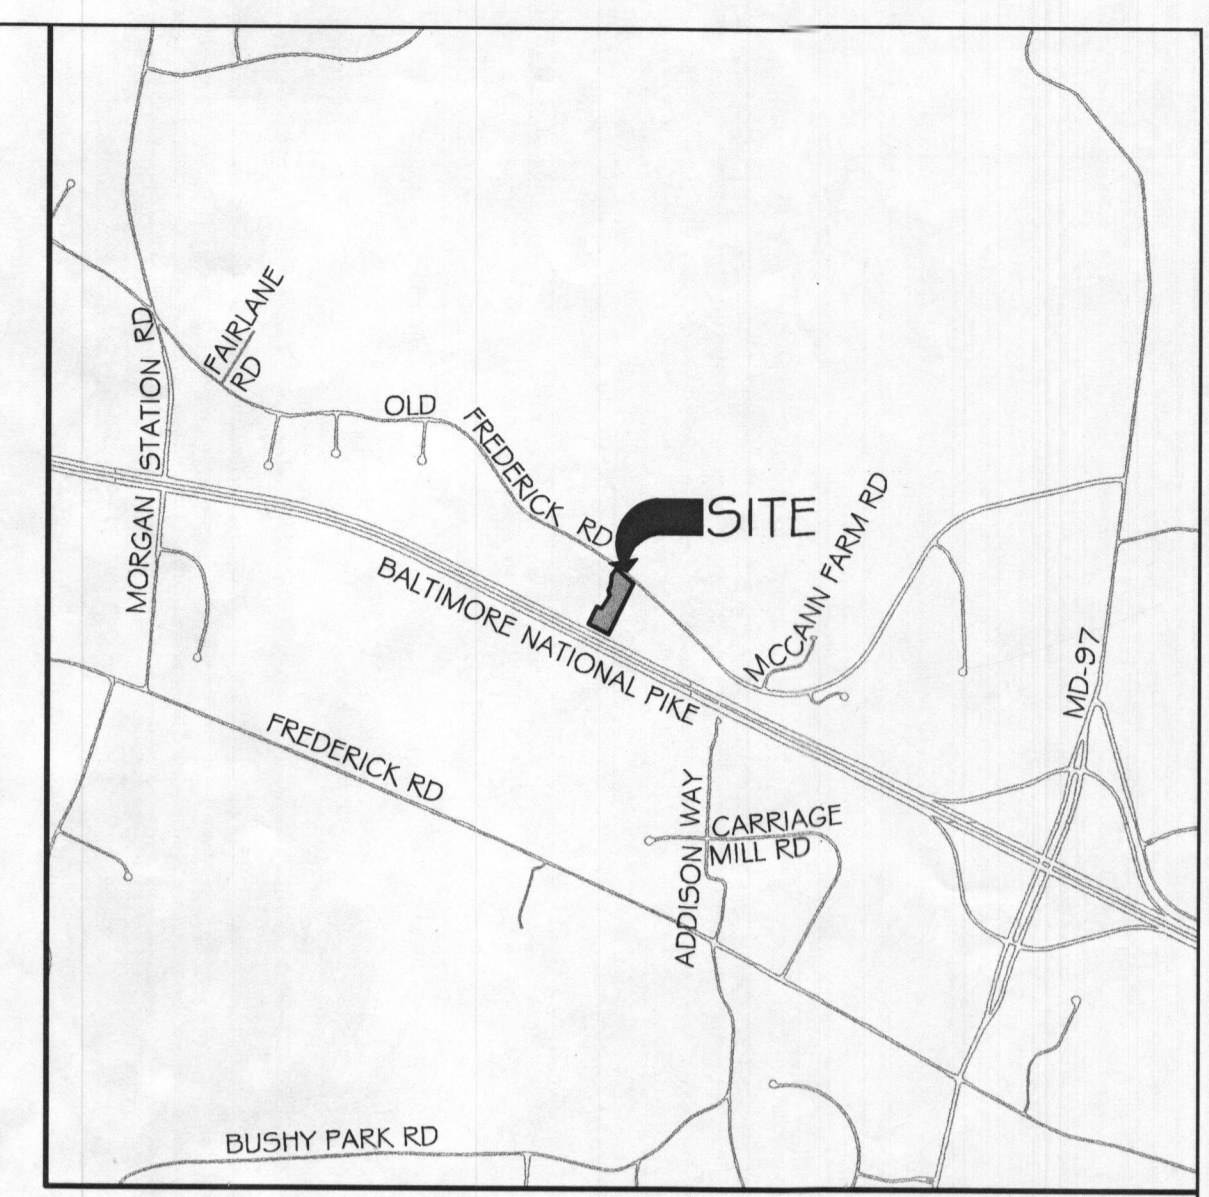 FAIRLANE
RD
MORGAN STATION RD
OLD FREDERICK RD
SITE
MCCANN FARM RD
BALTIMORE NATIONAL PIKE
MD-97
FREDERICK RD
ADDISON WAY
CARRIAGE
MILL RD
BUSHY PARK RD